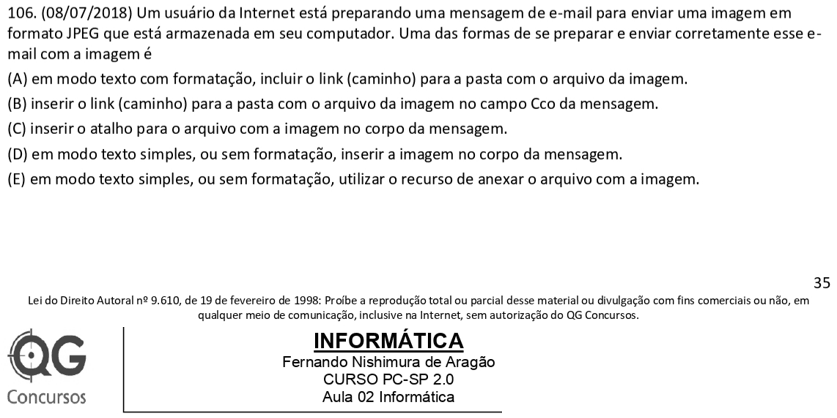 106. (08/07/2018) Um usuário da Internet está preparando uma mensagem de e-mail para enviar uma imagem em
formato JPEG que está armazenada em seu computador. Uma das formas de se preparar e enviar corretamente esse e-
mail com a imagem é
(A) em modo texto com formatação, incluir o link (caminho) para a pasta com o arquivo da imagem.
(B) inserir o link (caminho) para a pasta com o arquivo da imagem no campo Cco da mensagem.
(C) inserir o atalho para o arquivo com a imagem no corpo da mensagem.
(D) em modo texto simples, ou sem formatação, inserir a imagem no corpo da mensagem.
(E) em modo texto simples, ou sem formatação, utilizar o recurso de anexar o arquivo com a imagem.
35
Lei do Direito Autoral nº 9.610, de 19 de fevereiro de 1998: Proíbe a reprodução total ou parcial desse material ou divulgação com fins comerciais ou não, em
qualquer meio de comunicação, inclusive na Internet, sem autorização do QG Concursos.
QG
Concursos
INFORMÁTICA
Fernando Nishimura de Aragão
CURSO PC-SP 2.0
Aula 02 Informática